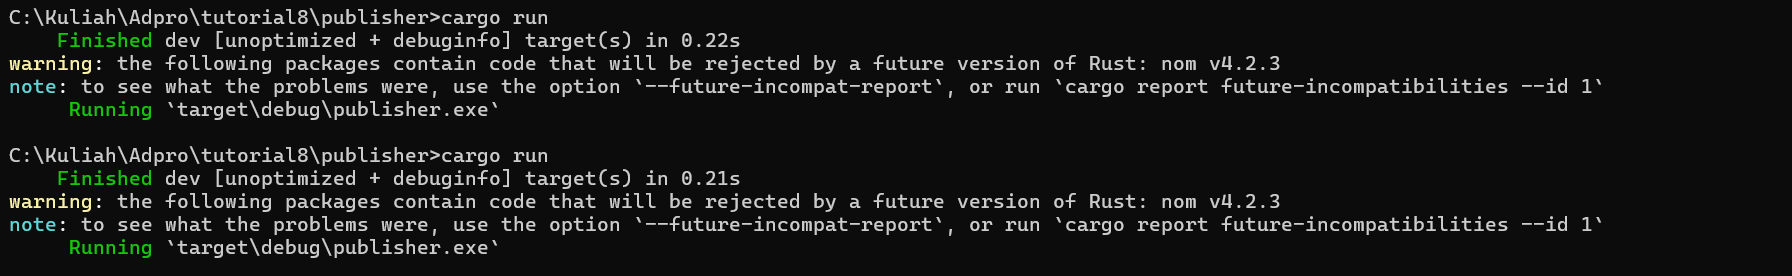 C:\Kuliah\Adpro\tutorial8\publisher>cargo run
    Finished dev [unoptimized + debuginfo] target(s) in 0.22s
warning: the following packages contain code that will be rejected by a future version of Rust: nom v4.2.3
note: to see what the problems were, use the option `--future-incompat-report`, or run `cargo report future-incompatibilities --id 1`
     Running `target\debug\publisher.exe`
C:\Kuliah\Adpro\tutorial8\publisher>cargo run
    Finished dev [unoptimized + debuginfo] target(s) in 0.21s
warning: the following packages contain code that will be rejected by a future version of Rust: nom v4.2.3
note: to see what the problems were, use the option `--future-incompat-report`, or run `cargo report future-incompatibilities --id 1`
     Running `target\debug\publisher.exe`